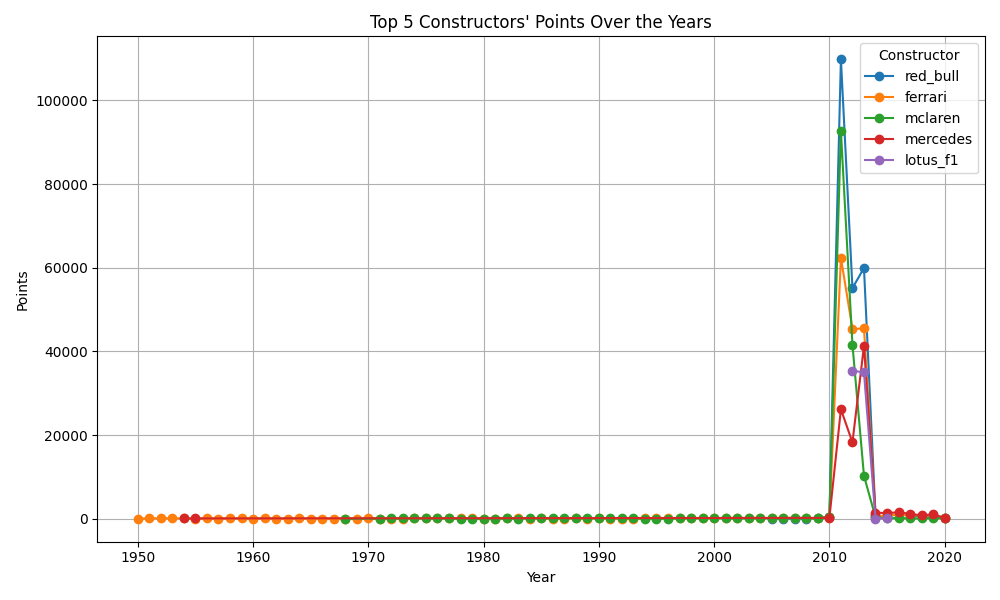 Top 5 Constructors' Points Over the Years
Constructor
red_bull
ferrari
mclaren
mercedes
lotus_f1
Points
100000
80000
60000
40000
20000
0
1950 1960 1970 1980 1990 2000 2010 2020
Year